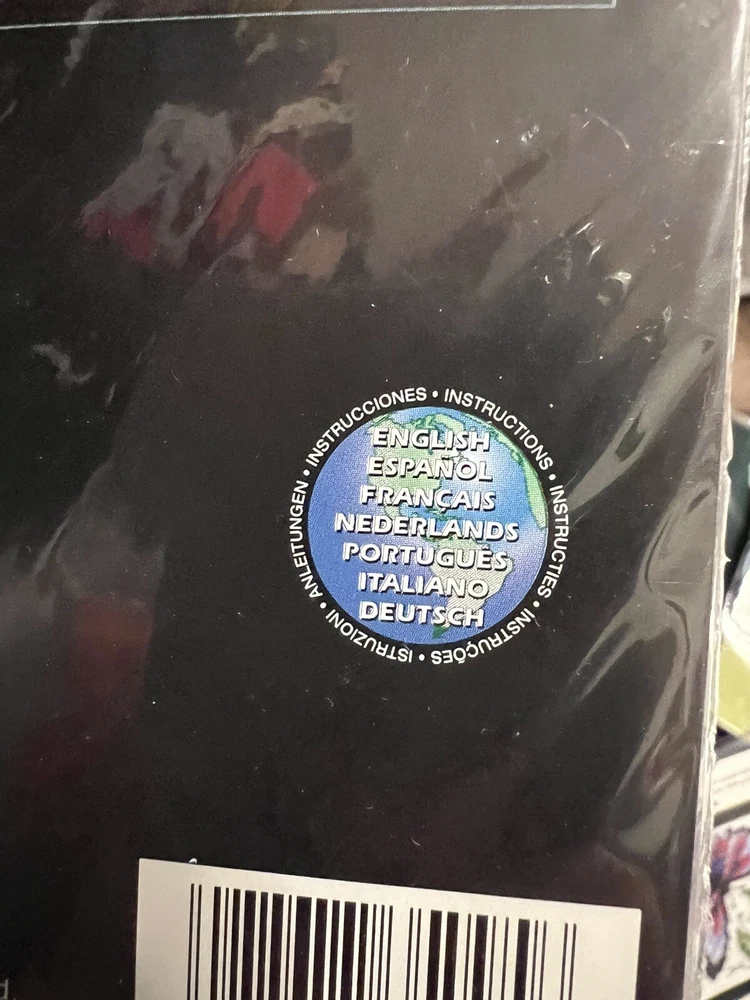 INSTRUCCIONES • INSTRUCTIONS • INSTRUCTIES • INSTRUÇÕES • ISTRUZIONI • ANLEITUNGEN •
ENGLISH
ESPAÑOL
FRANÇAIS
NEDERLANDS
PORTUGUÊS
ITALIANO
DEUTSCH